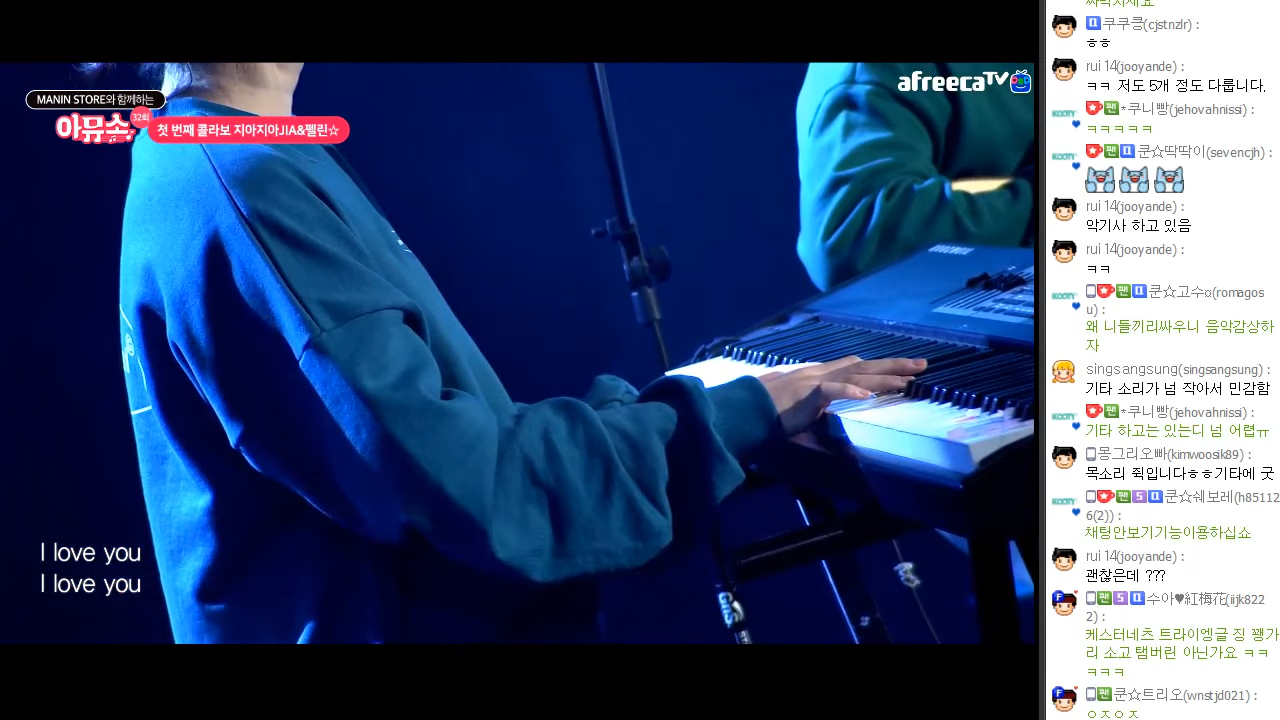 MANIN STORE와 함께하는
아뮤소.
32회
첫 번째 콜라보 지아지아JIA&펠린☆
afreecaTV
I love you
I love you
쿠쿠킁(cjstnzlr) :
ㅎㅎ
rui 14(jooyande) :
ㅋㅋ 저도 5개 정도 다룹니다.
팬 *쿠니빵(jehovahnissi) :
ㅋㅋㅋㅋㅋ
팬 쿤☆딱딱이(sevencjh) :
rui 14(jooyande) :
악기사 하고 있음
rui 14(jooyande) :
ㅋㅋ
팬 쿤☆고수¤(romagos
u) :
왜 니들끼리싸우니 음악감상하
자
singsangsung(singsangsung) :
기타 소리가 넘 작아서 민감함
팬 *쿠니빵(jehovahnissi) :
기타 하고는 있는디 넘 어렵ㅠ
몽그리오빠(kimwoosik89) :
목소리 쥑입니다ㅎㅎ기타에 굿
팬 5 쿤☆쉐보레(h85112
6(2)) :
채팅안보기기능이용하십쇼
rui 14(jooyande) :
괜찮은데 ???
팬 5 수아♥紅梅花(iijk822
2) :
케스터네츠 트라이엥글 징 꽹가
리 소고 탬버린 아닌가요 ㅋㅋ
ㅋㅋㅋ
팬 쿤☆트리오(wnstjd021) :
ㅇㅈㅇㅈ